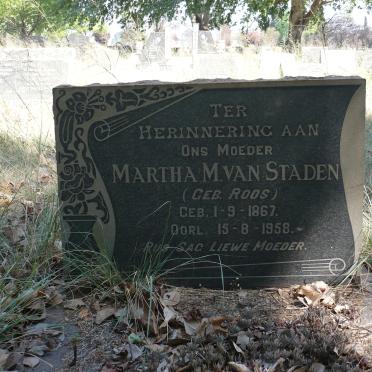 TER
HERINNERING AAN
ONS MOEDER
MARTHA M. VAN STADEN
(GEB. ROOS)
GEB. 1-9-1867.
OORL. 15-8-1958.
RUS SAG LIEWE MOEDER.